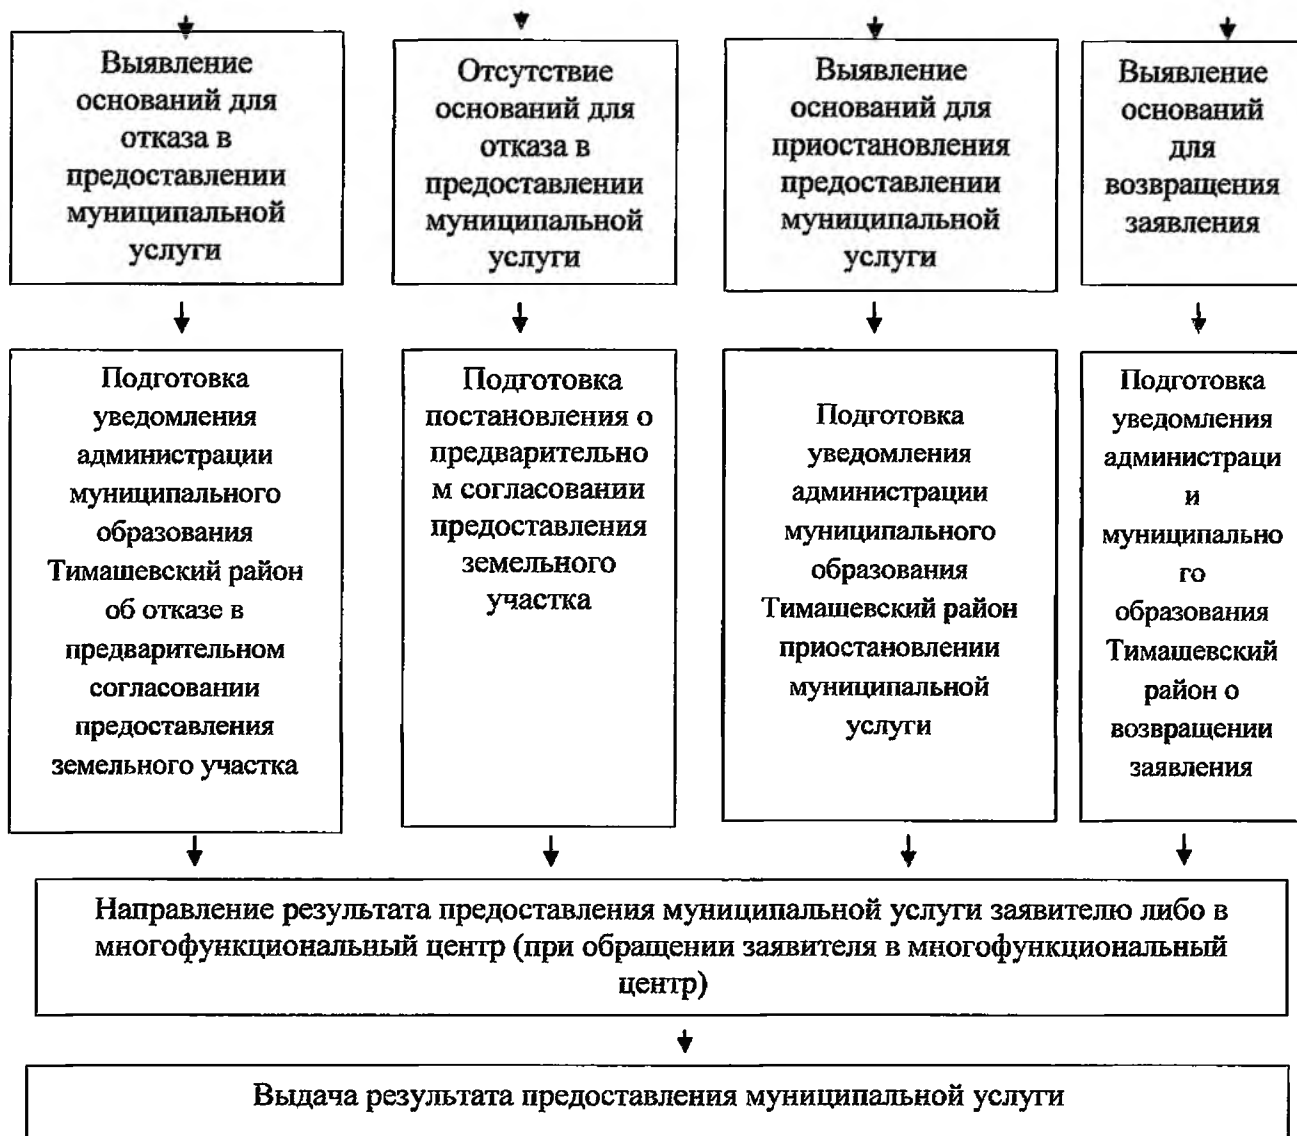 Выявление
оснований для
отказа в
предоставлении
муниципальной
услуги
Отсутствие
оснований для
отказа в
предоставлении
муниципальной
услуги
Выявление
оснований для
приостановления
предоставлении
муниципальной
услуги
Выявление
оснований
для
возвращения
заявления
Подготовка
уведомления
администрации
муниципального
образования
Тимашевский район
об отказе в
предварительном
согласовании
предоставления
земельного участка
Подготовка
постановления о
предварительно
м согласовании
предоставления
земельного
участка
Подготовка
уведомления
администрации
муниципального
образования
Тимашевский район
приостановлении
муниципальной
услуги
Подготовка
уведомления
администраци
и
муниципально
го
образования
Тимашевский
район о
возвращении
заявления
Направление результата предоставления муниципальной услуги заявителю либо в
многофункциональный центр (при обращении заявителя в многофункциональный
центр)
Выдача результата предоставления муниципальной услуги